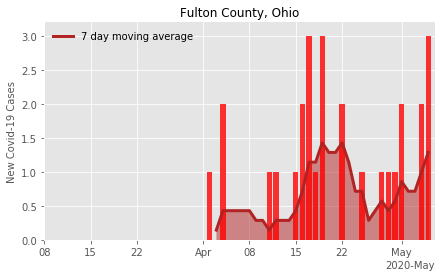 Fulton County, Ohio
7 day moving average
New Covid-19 Cases
3.0
2.5
2.0
1.5
1.0
0.5
0.0
08 15 22 Apr 08 15 22 May
2020-May